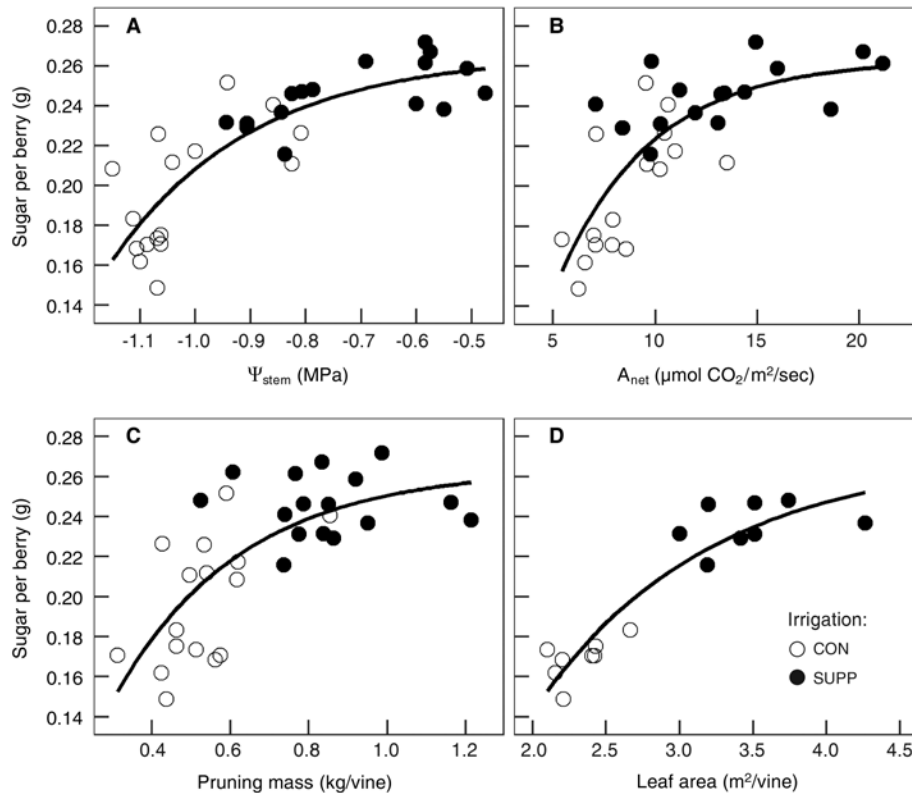 A
B
Sugar per berry (g)
0.28
0.26
0.24
0.22
0.20
0.18
0.16
0.14
-1.1 -1.0 -0.9 -0.8 -0.7 -0.6 -0.5
5 10 15 20
Ψstem (MPa)
Anet (µmol CO₂/m²/sec)
C
D
Sugar per berry (g)
0.28
0.26
0.24
0.22
0.20
0.18
0.16
0.14
Irrigation:
CON
SUPP
0.4 0.6 0.8 1.0 1.2
2.0 2.5 3.0 3.5 4.0 4.5
Pruning mass (kg/vine)
Leaf area (m²/vine)